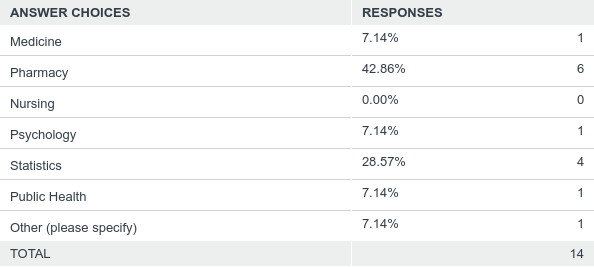 ANSWER CHOICES RESPONSES
Medicine 7.14% 1
Pharmacy 42.86% 6
Nursing 0.00% 0
Psychology 7.14% 1
Statistics 28.57% 4
Public Health 7.14% 1
Other (please specify) 7.14% 1
TOTAL 14